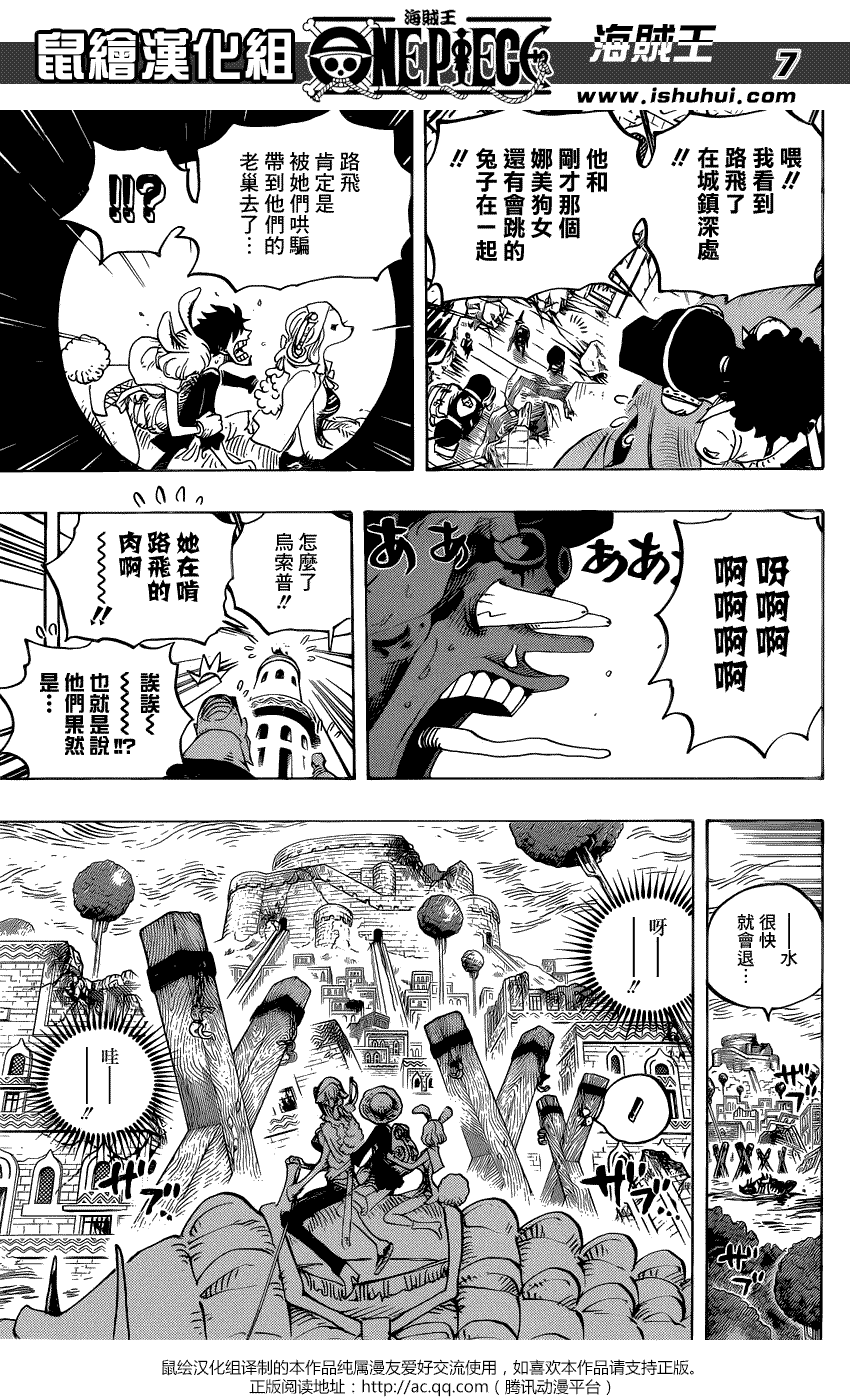 鼠繪漢化組
海賊王
ONE PIECE
海賊王
7
www.ishuhui.com
喂!!
我看到
路飛了
在城鎮深處
他和
剛才那個
娜美狗女
還有會跳的
兔子在一起
!!
路飛
肯定是
被她們哄騙
帶到他們的
老巢去了…
!!?
呀啊啊
啊啊啊啊
ああ
ああ
怎麼了
烏索普!!
她在啃
路飛的
肉啊
~~~!!
誒誒~
~~~~!!?
也就是說
他們果然
是…
——水
很快
就會退…
ザブ
ザブ
呀
——!!
!
哇
——!!
ザブ
ザブ
鼠绘汉化组译制的本作品纯属漫友爱好交流使用，如喜欢本作品请支持正版。
正版阅读地址：http://ac.qq.com（腾讯动漫平台）